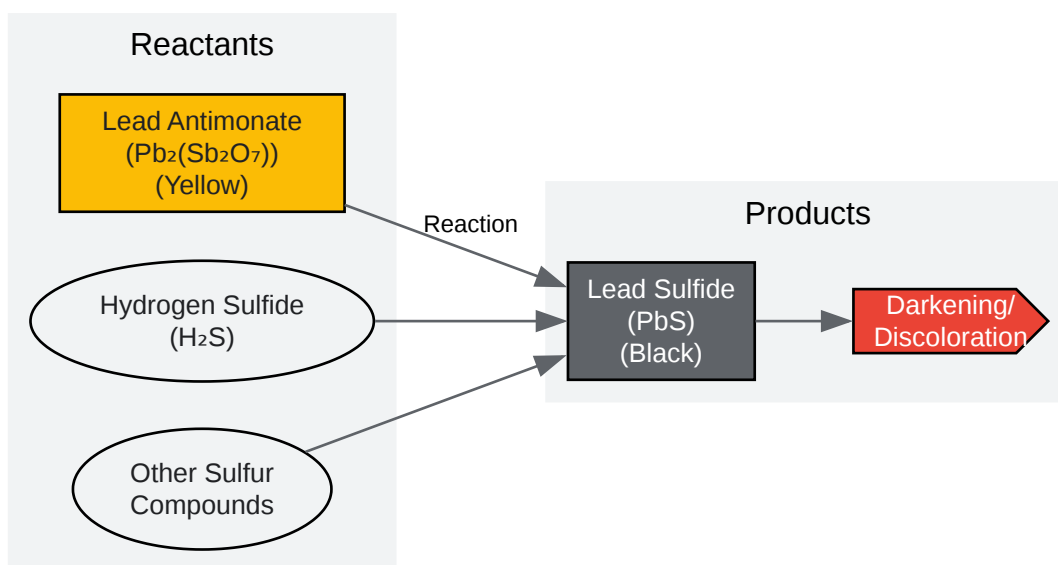 Reactants
Lead Antimonate
(Pb₂(Sb₂O₇))
(Yellow)
Reaction
Hydrogen Sulfide
(H₂S)
Other Sulfur
Compounds
Products
Lead Sulfide
(PbS)
(Black)
Darkening/
Discoloration